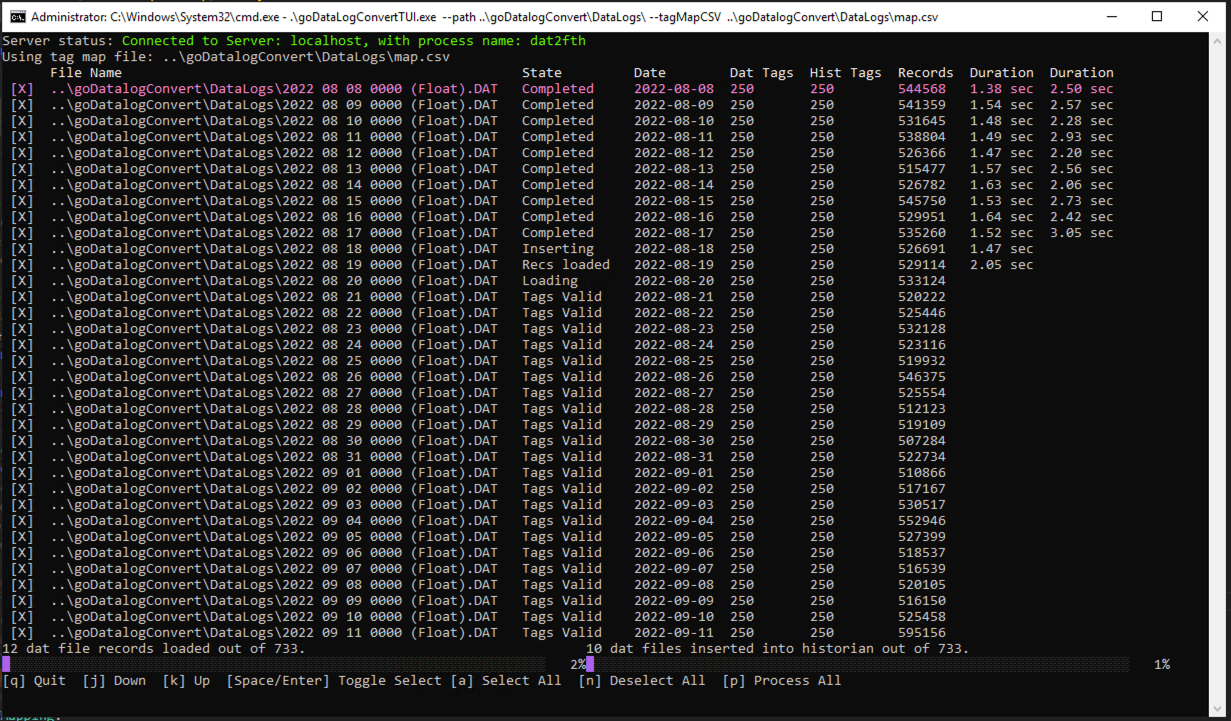 Administrator: C:\Windows\System32\cmd.exe - .\goDataLogConvertTUI.exe --path ..\goDatalogConvert\DataLogs\ --tagMapCSV ..\goDatalogConvert\DataLogs\map.csv
Server status: Connected to Server: localhost, with process name: dat2fth
Using tag map file: ..\goDatalogConvert\DataLogs\map.csv
File Name State Date Dat Tags Hist Tags Records Duration Duration
[X] ..\goDatalogConvert\DataLogs\2022 08 08 0000 (Float).DAT Completed 2022-08-08 250 250 544568 1.38 sec 2.50 sec
[X] ..\goDatalogConvert\DataLogs\2022 08 09 0000 (Float).DAT Completed 2022-08-09 250 250 541359 1.54 sec 2.57 sec
[X] ..\goDatalogConvert\DataLogs\2022 08 10 0000 (Float).DAT Completed 2022-08-10 250 250 531645 1.48 sec 2.28 sec
[X] ..\goDatalogConvert\DataLogs\2022 08 11 0000 (Float).DAT Completed 2022-08-11 250 250 538804 1.49 sec 2.93 sec
[X] ..\goDatalogConvert\DataLogs\2022 08 12 0000 (Float).DAT Completed 2022-08-12 250 250 526366 1.47 sec 2.20 sec
[X] ..\goDatalogConvert\DataLogs\2022 08 13 0000 (Float).DAT Completed 2022-08-13 250 250 515477 1.57 sec 2.56 sec
[X] ..\goDatalogConvert\DataLogs\2022 08 14 0000 (Float).DAT Completed 2022-08-14 250 250 526782 1.63 sec 2.06 sec
[X] ..\goDatalogConvert\DataLogs\2022 08 15 0000 (Float).DAT Completed 2022-08-15 250 250 545750 1.53 sec 2.73 sec
[X] ..\goDatalogConvert\DataLogs\2022 08 16 0000 (Float).DAT Completed 2022-08-16 250 250 529951 1.64 sec 2.42 sec
[X] ..\goDatalogConvert\DataLogs\2022 08 17 0000 (Float).DAT Completed 2022-08-17 250 250 535260 1.52 sec 3.05 sec
[X] ..\goDatalogConvert\DataLogs\2022 08 18 0000 (Float).DAT Inserting 2022-08-18 250 250 526691 1.47 sec
[X] ..\goDatalogConvert\DataLogs\2022 08 19 0000 (Float).DAT Recs loaded 2022-08-19 250 250 529114 2.05 sec
[X] ..\goDatalogConvert\DataLogs\2022 08 20 0000 (Float).DAT Loading 2022-08-20 250 250 533124
[X] ..\goDatalogConvert\DataLogs\2022 08 21 0000 (Float).DAT Tags Valid 2022-08-21 250 250 520222
[X] ..\goDatalogConvert\DataLogs\2022 08 22 0000 (Float).DAT Tags Valid 2022-08-22 250 250 525446
[X] ..\goDatalogConvert\DataLogs\2022 08 23 0000 (Float).DAT Tags Valid 2022-08-23 250 250 532128
[X] ..\goDatalogConvert\DataLogs\2022 08 24 0000 (Float).DAT Tags Valid 2022-08-24 250 250 523116
[X] ..\goDatalogConvert\DataLogs\2022 08 25 0000 (Float).DAT Tags Valid 2022-08-25 250 250 519932
[X] ..\goDatalogConvert\DataLogs\2022 08 26 0000 (Float).DAT Tags Valid 2022-08-26 250 250 546375
[X] ..\goDatalogConvert\DataLogs\2022 08 27 0000 (Float).DAT Tags Valid 2022-08-27 250 250 525554
[X] ..\goDatalogConvert\DataLogs\2022 08 28 0000 (Float).DAT Tags Valid 2022-08-28 250 250 512123
[X] ..\goDatalogConvert\DataLogs\2022 08 29 0000 (Float).DAT Tags Valid 2022-08-29 250 250 519109
[X] ..\goDatalogConvert\DataLogs\2022 08 30 0000 (Float).DAT Tags Valid 2022-08-30 250 250 507284
[X] ..\goDatalogConvert\DataLogs\2022 08 31 0000 (Float).DAT Tags Valid 2022-08-31 250 250 522734
[X] ..\goDatalogConvert\DataLogs\2022 09 01 0000 (Float).DAT Tags Valid 2022-09-01 250 250 510866
[X] ..\goDatalogConvert\DataLogs\2022 09 02 0000 (Float).DAT Tags Valid 2022-09-02 250 250 517167
[X] ..\goDatalogConvert\DataLogs\2022 09 03 0000 (Float).DAT Tags Valid 2022-09-03 250 250 530517
[X] ..\goDatalogConvert\DataLogs\2022 09 04 0000 (Float).DAT Tags Valid 2022-09-04 250 250 552946
[X] ..\goDatalogConvert\DataLogs\2022 09 05 0000 (Float).DAT Tags Valid 2022-09-05 250 250 527399
[X] ..\goDatalogConvert\DataLogs\2022 09 06 0000 (Float).DAT Tags Valid 2022-09-06 250 250 518537
[X] ..\goDatalogConvert\DataLogs\2022 09 07 0000 (Float).DAT Tags Valid 2022-09-07 250 250 516539
[X] ..\goDatalogConvert\DataLogs\2022 09 08 0000 (Float).DAT Tags Valid 2022-09-08 250 250 520105
[X] ..\goDatalogConvert\DataLogs\2022 09 09 0000 (Float).DAT Tags Valid 2022-09-09 250 250 516150
[X] ..\goDatalogConvert\DataLogs\2022 09 10 0000 (Float).DAT Tags Valid 2022-09-10 250 250 525458
[X] ..\goDatalogConvert\DataLogs\2022 09 11 0000 (Float).DAT Tags Valid 2022-09-11 250 250 595156
12 dat file records loaded out of 733. 10 dat files inserted into historian out of 733.
2% 1%
[q] Quit [j] Down [k] Up [Space/Enter] Toggle Select [a] Select All [n] Deselect All [p] Process All